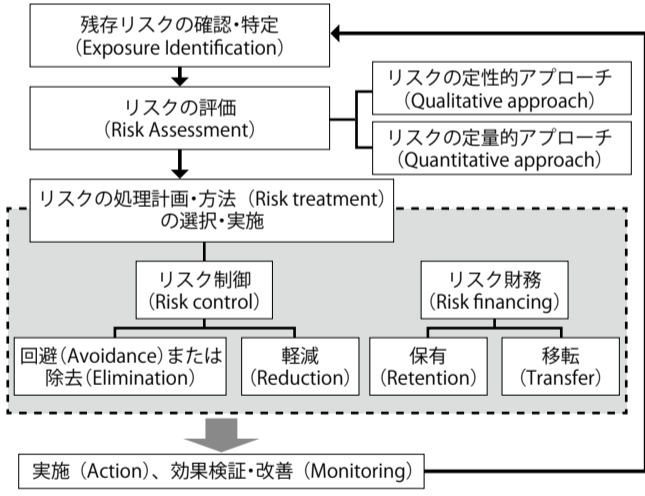 残存リスクの確認・特定
（Exposure Identification）
リスクの評価
（Risk Assessment）
リスクの定性的アプローチ
（Qualitative approach）
リスクの定量的アプローチ
（Quantitative approach）
リスクの処理計画・方法（Risk treatment）
の選択・実施
リスク制御
（Risk control）
リスク財務
（Risk financing）
回避（Avoidance）または
除去（Elimination）
軽減
（Reduction）
保有
（Retention）
移転
（Transfer）
実施（Action）、効果検証・改善（Monitoring）